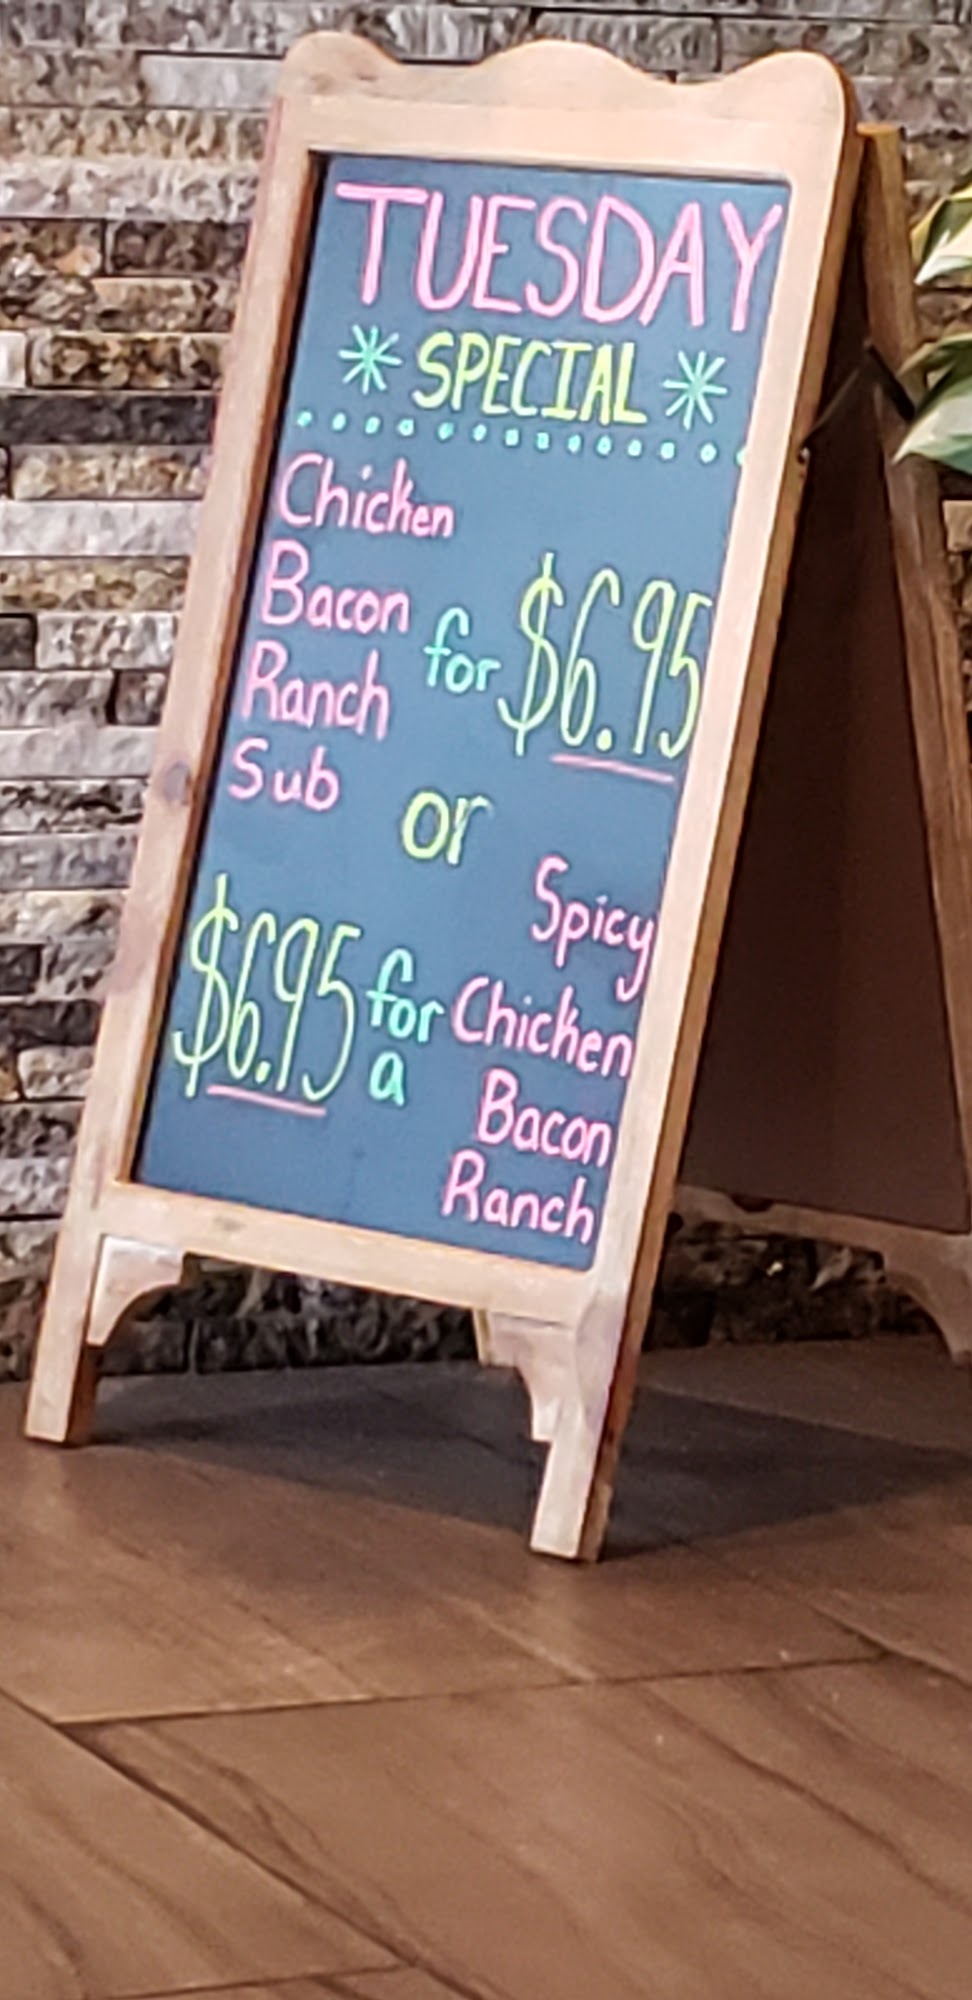 TUESDAY
SPECIAL
Chicken
Bacon
Ranch
Sub
for $6.95
or
$6.95 for a
Spicy
Chicken
Bacon
Ranch